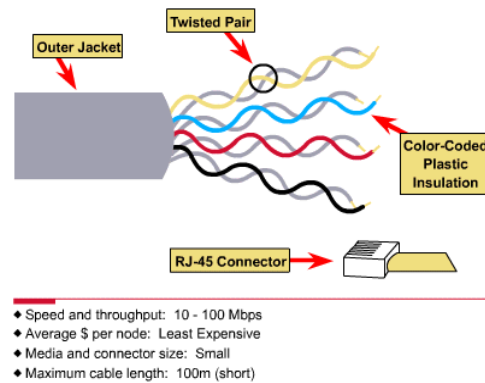 Twisted Pair
Outer Jacket
Color-Coded
Plastic
Insulation
RJ-45 Connector
◆ Speed and throughput: 10 - 100 Mbps
◆ Average $ per node: Least Expensive
◆ Media and connector size: Small
◆ Maximum cable length: 100m (short)